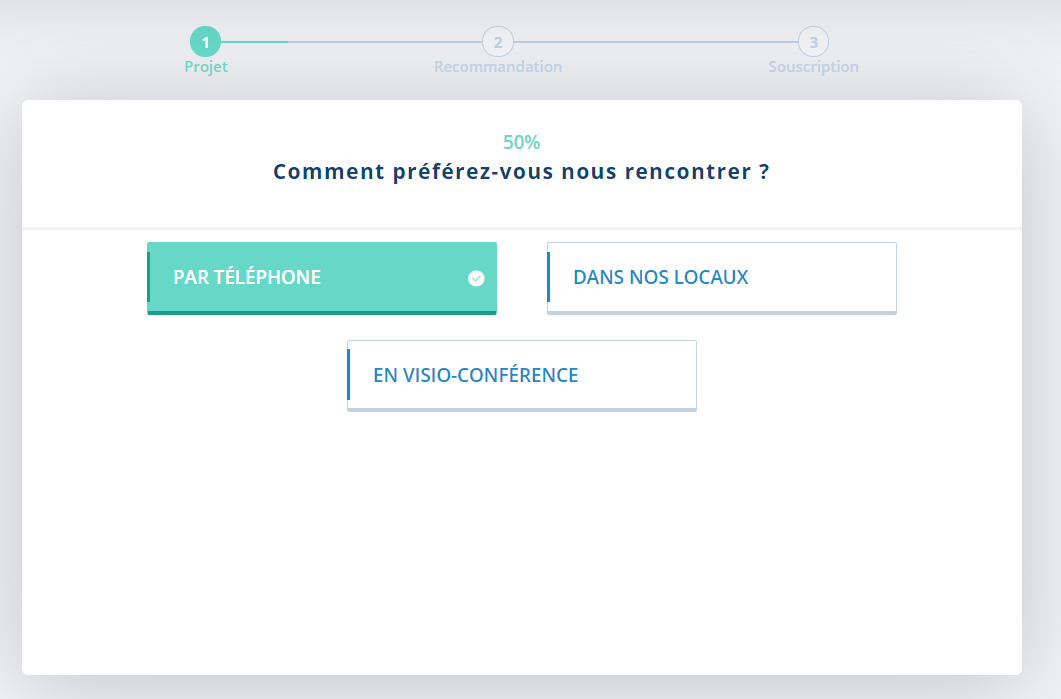 1 2 3
Projet Recommandation Souscription
50%
Comment préférez-vous nous rencontrer ?
PAR TÉLÉPHONE DANS NOS LOCAUX
EN VISIO-CONFÉRENCE